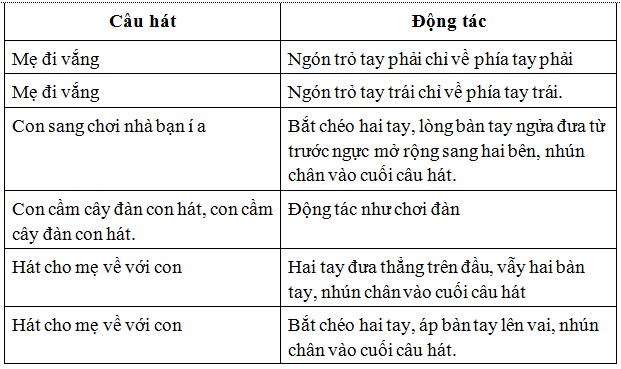 Câu hát
Động tác
Mẹ đi vắng
Ngón trỏ tay phải chỉ về phía tay phải
Mẹ đi vắng
Ngón trỏ tay trái chỉ về phía tay trái.
Con sang chơi nhà bạn í a
Bắt chéo hai tay, lòng bàn tay ngửa đưa từ
trước ngực mở rộng sang hai bên, nhún
chân vào cuối câu hát.
Con cầm cây đàn con hát, con cầm
cây đàn con hát.
Động tác như chơi đàn
Hát cho mẹ về với con
Hai tay đưa thẳng trên đầu, vẫy hai bàn
tay, nhún chân vào cuối câu hát
Hát cho mẹ về với con
Bắt chéo hai tay, áp bàn tay lên vai, nhún
chân vào cuối câu hát.